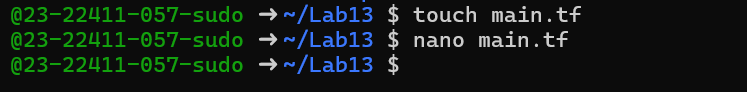 @23-22411-057-sudo ➜ ~/Lab13 $ touch main.tf
@23-22411-057-sudo ➜ ~/Lab13 $ nano main.tf
@23-22411-057-sudo ➜ ~/Lab13 $